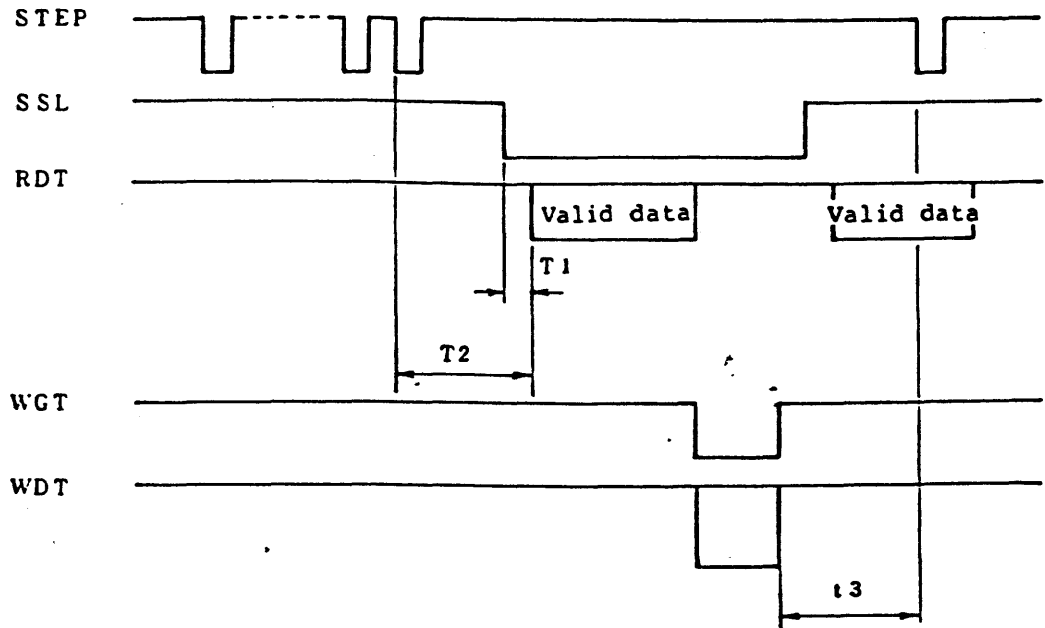 STEP
SSL
RDT
Valid data Valid data
T1
T2
WGT
WDT
t3